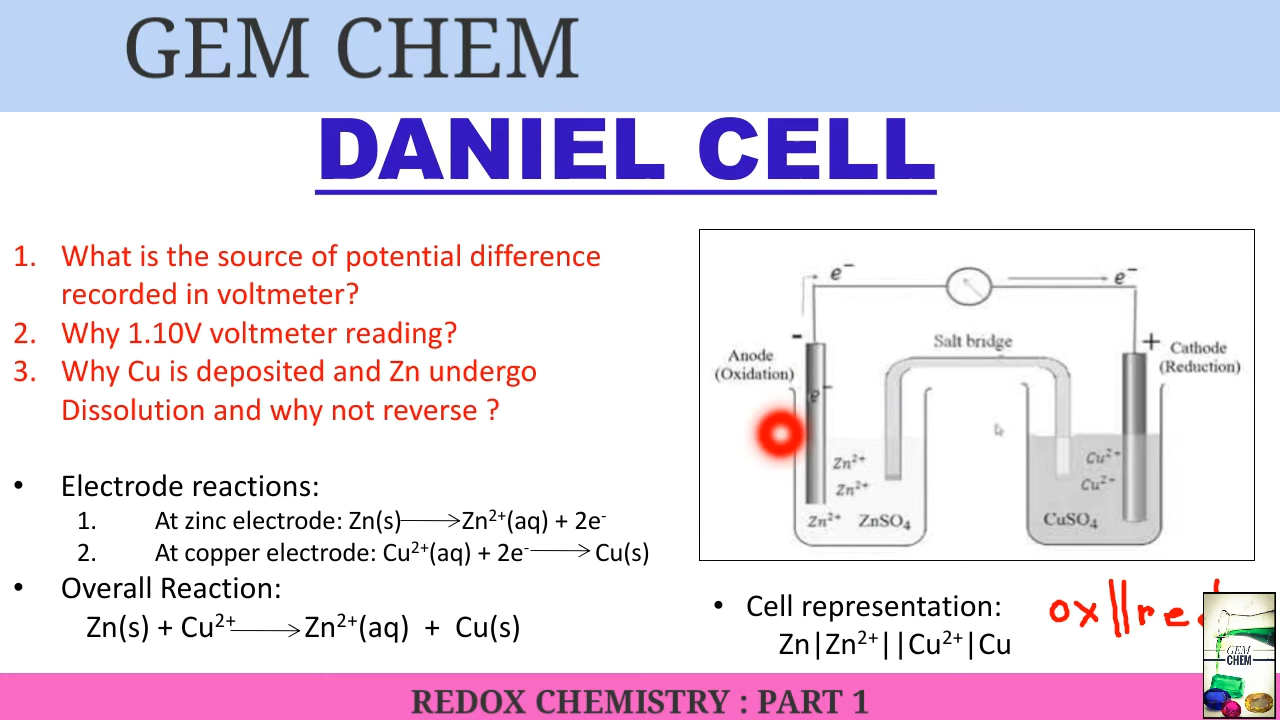 GEM CHEM
DANIEL CELL
1. What is the source of potential difference
recorded in voltmeter?
2. Why 1.10V voltmeter reading?
3. Why Cu is deposited and Zn undergo
Dissolution and why not reverse ?
• Electrode reactions:
1. At zinc electrode: Zn(s)⟶Zn²⁺(aq) + 2e⁻
2. At copper electrode: Cu²⁺(aq) + 2e⁻⟶Cu(s)
• Overall Reaction:
Zn(s) + Cu²⁺⟶Zn²⁺(aq) + Cu(s)
e⁻
e⁻
-
Salt bridge
+
Anode
(Oxidation)
Cathode
(Reduction)
e⁻
Zn²⁺
Zn²⁺
Zn²⁺ ZnSO₄
Cu²⁺
Cu²⁺
CuSO₄
• Cell representation:
Zn|Zn²⁺||Cu²⁺|Cu
ox||red
GEM
CHEM
REDOX CHEMISTRY : PART 1